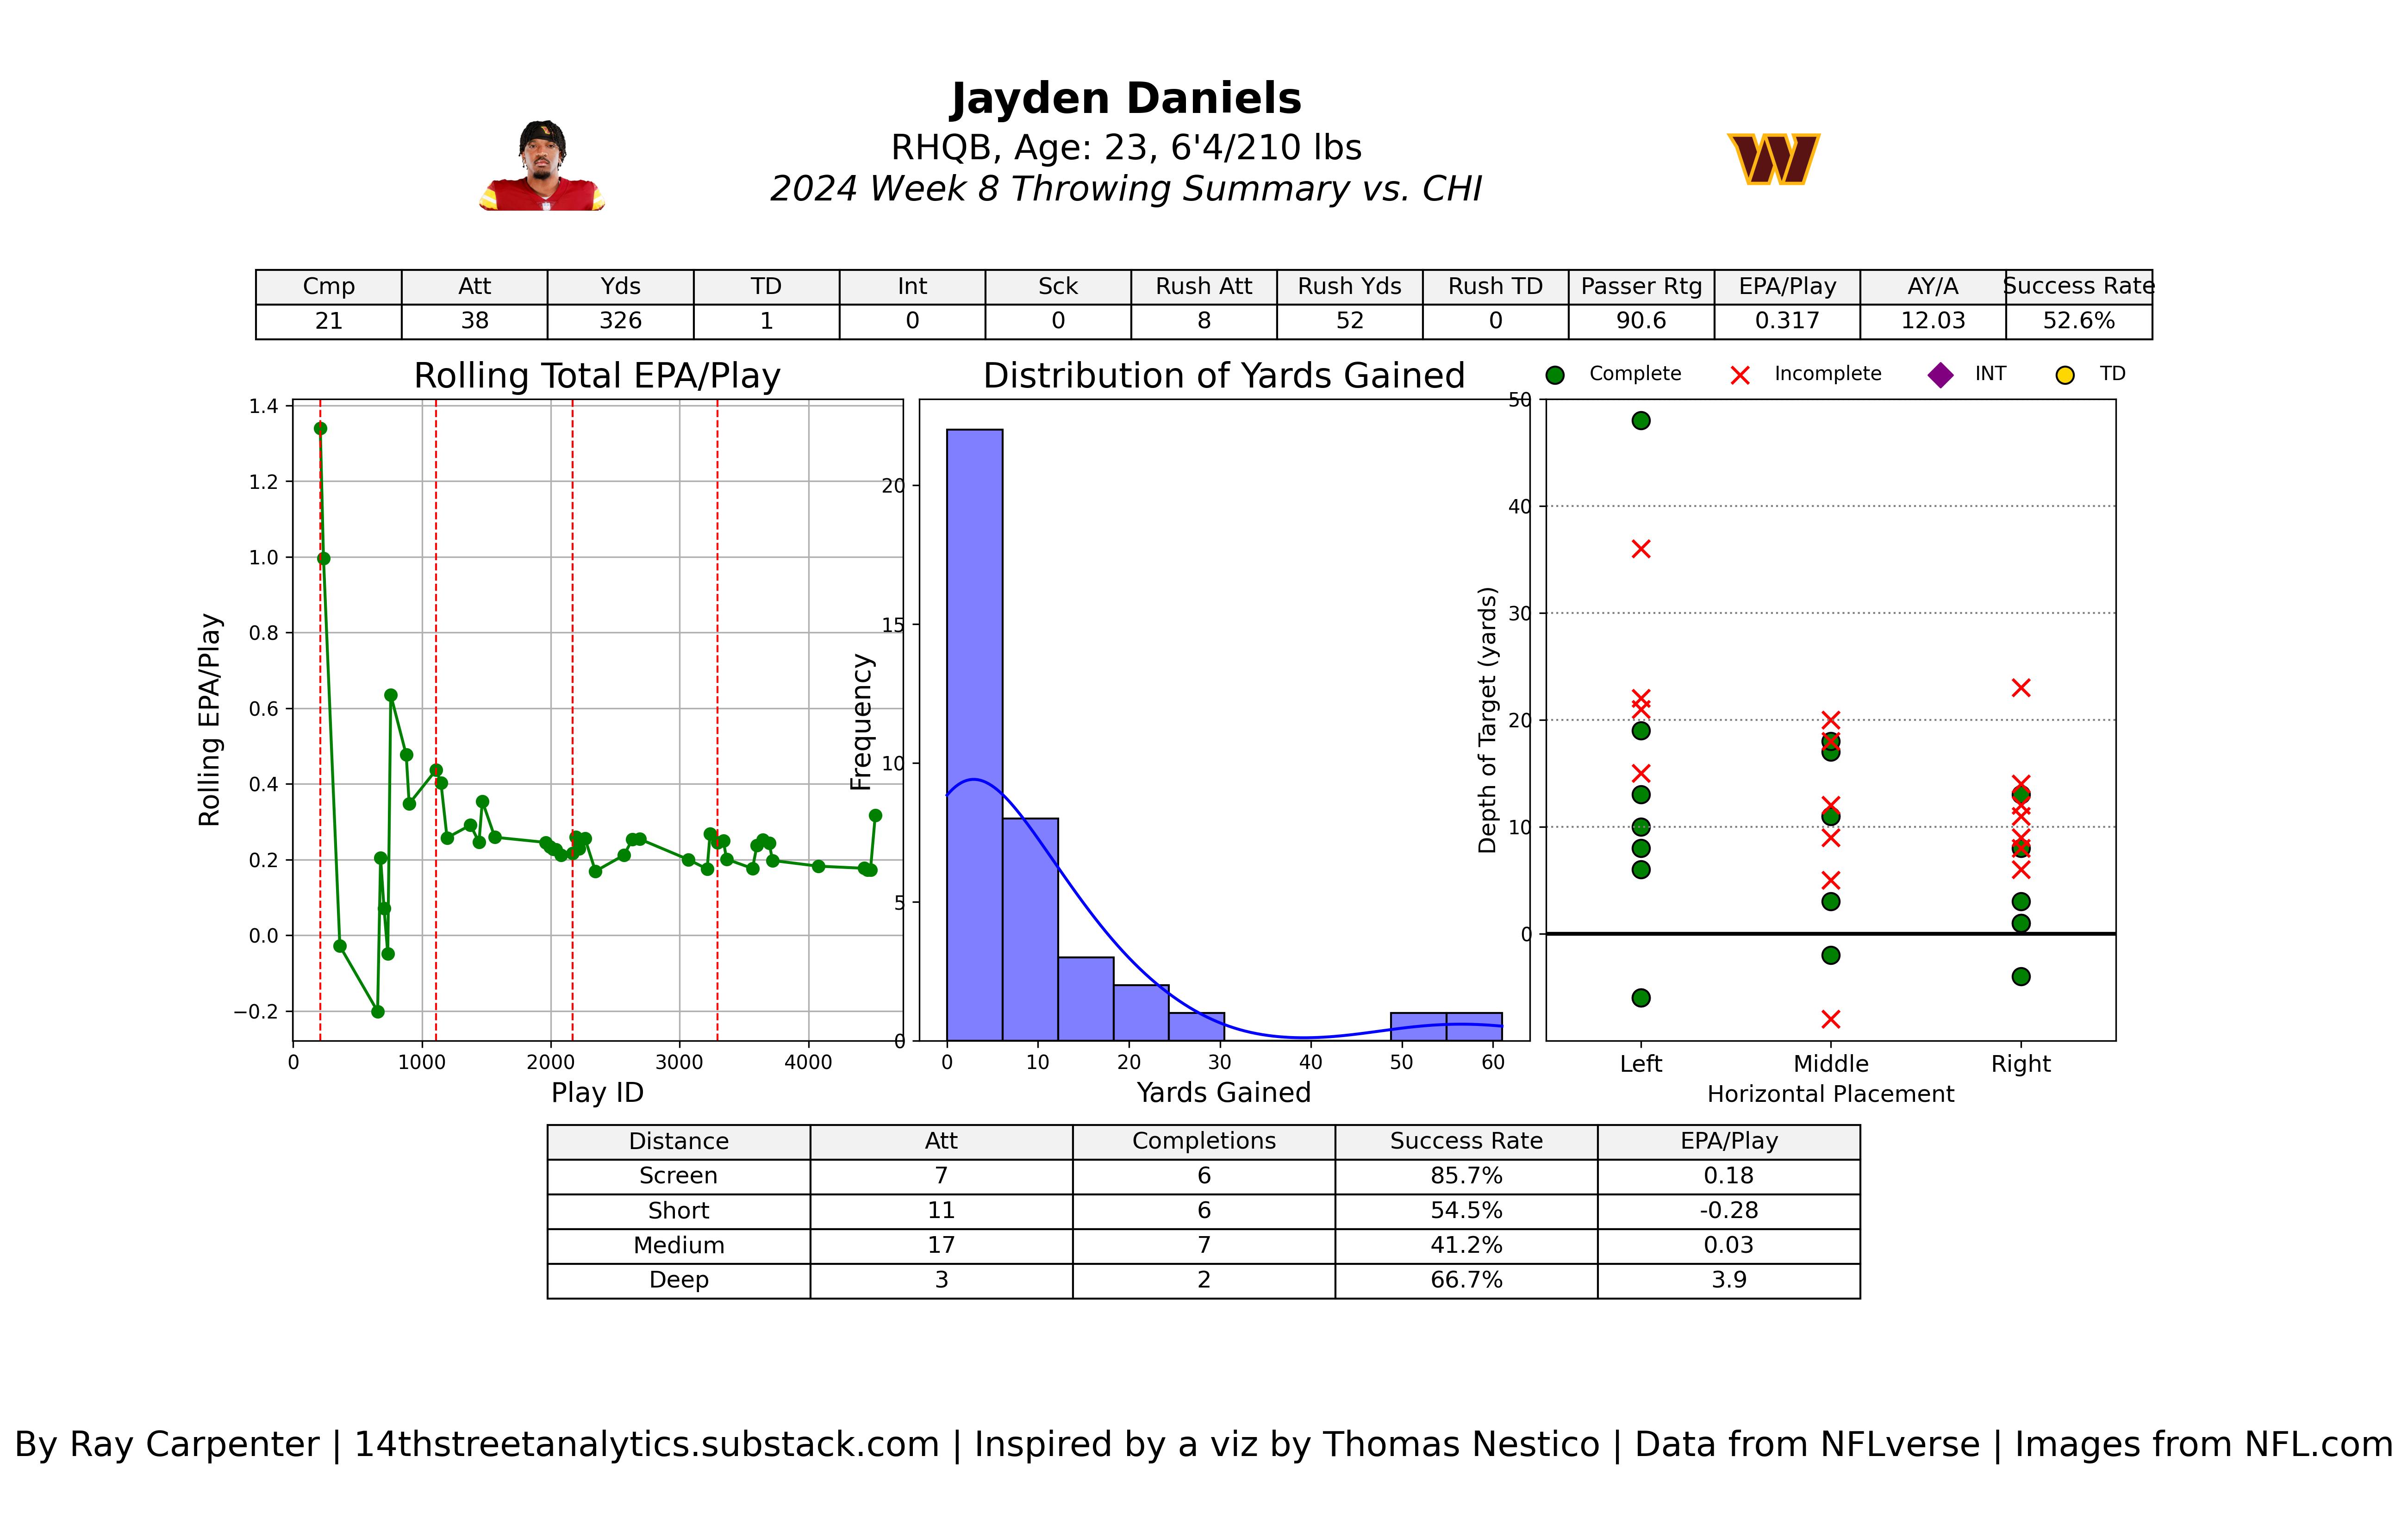 Jayden Daniels
RHQB, Age: 23, 6'4/210 lbs
2024 Week 8 Throwing Summary vs. CHI
Cmp Att Yds TD Int Sck Rush Att Rush Yds Rush TD Passer Rtg EPA/Play AY/A Success Rate
21 38 326 1 0 0 8 52 0 90.6 0.317 12.03 52.6%
Rolling Total EPA/Play
1.4
1.2
1.0
0.8
0.6
0.4
0.2
0.0
−0.2
Rolling EPA/Play
0 1000 2000 3000 4000
Play ID
Distribution of Yards Gained
20
15
10
5
0
Frequency
0 10 20 30 40 50 60
Yards Gained
Complete Incomplete INT TD
50
40
30
20
10
0
Depth of Target (yards)
Left Middle Right
Horizontal Placement
Distance Att Completions Success Rate EPA/Play
Screen 7 6 85.7% 0.18
Short 11 6 54.5% -0.28
Medium 17 7 41.2% 0.03
Deep 3 2 66.7% 3.9
By Ray Carpenter | 14thstreetanalytics.substack.com | Inspired by a viz by Thomas Nestico | Data from NFLverse | Images from NFL.com